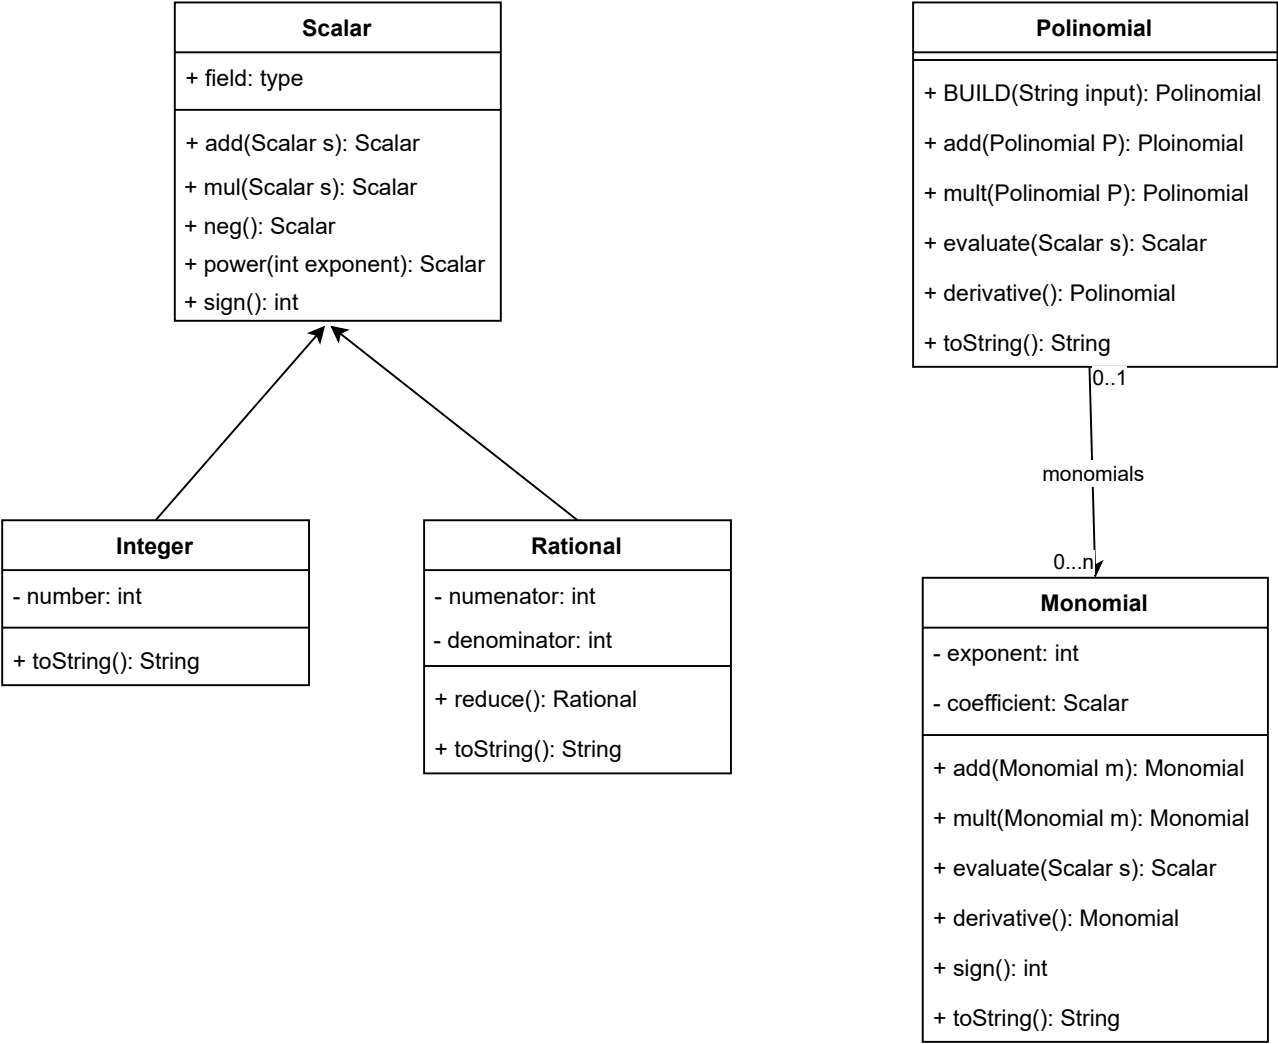 Scalar
+ field: type
+ add(Scalar s): Scalar
+ mul(Scalar s): Scalar
+ neg(): Scalar
+ power(int exponent): Scalar
+ sign(): int
Polinomial
+ BUILD(String input): Polinomial
+ add(Polinomial P): Ploinomial
+ mult(Polinomial P): Polinomial
+ evaluate(Scalar s): Scalar
+ derivative(): Polinomial
+ toString(): String
0..1
monomials
0...n
Integer
- number: int
+ toString(): String
Rational
- numenator: int
- denominator: int
+ reduce(): Rational
+ toString(): String
Monomial
- exponent: int
- coefficient: Scalar
+ add(Monomial m): Monomial
+ mult(Monomial m): Monomial
+ evaluate(Scalar s): Scalar
+ derivative(): Monomial
+ sign(): int
+ toString(): String